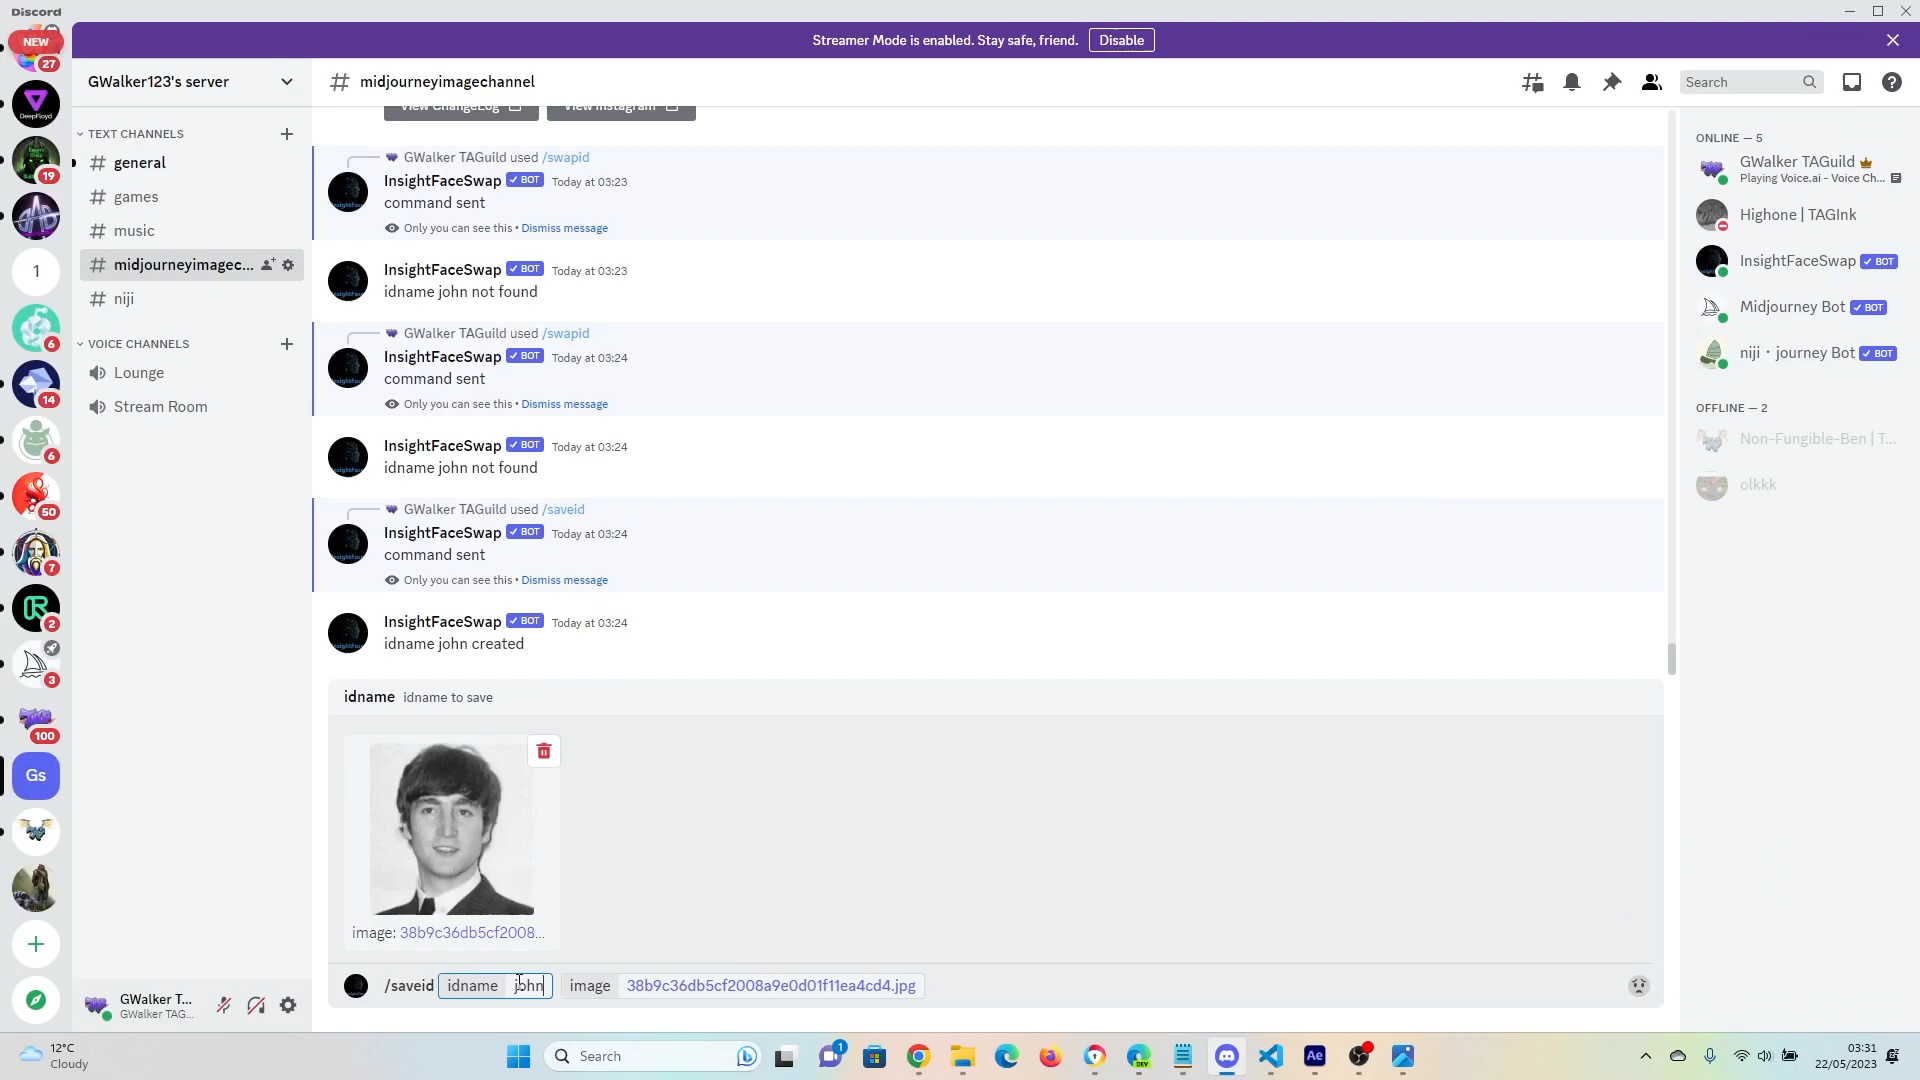 Discord
Streamer Mode is enabled. Stay safe, friend. Disable
NEW
27
DeepFloyd
19
1
6
14
6
50
7
2
3
100
Gs
GWalker123's server
TEXT CHANNELS
general
games
music
midjourneyimagec...
niji
VOICE CHANNELS
Lounge
Stream Room
GWalker T...
GWalker TAG...
# midjourneyimagechannel
Search
View ChangeLog View Instagram
GWalker TAGuild used /swapid
InsightFaceSwap ✓ BOT Today at 03:23
command sent
Only you can see this • Dismiss message
InsightFaceSwap ✓ BOT Today at 03:23
idname john not found
GWalker TAGuild used /swapid
InsightFaceSwap ✓ BOT Today at 03:24
command sent
Only you can see this • Dismiss message
InsightFaceSwap ✓ BOT Today at 03:24
idname john not found
GWalker TAGuild used /saveid
InsightFaceSwap ✓ BOT Today at 03:24
command sent
Only you can see this • Dismiss message
InsightFaceSwap ✓ BOT Today at 03:24
idname john created
idname idname to save
image: 38b9c36db5cf2008...
/saveid idname john image 38b9c36db5cf2008a9e0d01f11ea4cd4.jpg
ONLINE — 5
GWalker TAGuild
Playing Voice.ai - Voice Ch...
Highone | TAGInk
InsightFaceSwap ✓ BOT
Midjourney Bot ✓ BOT
niji・journey Bot ✓ BOT
OFFLINE — 2
Non-Fungible-Ben | T...
olkkk
12°C
Cloudy
Search
1
DEV
Ae
03:31
22/05/2023